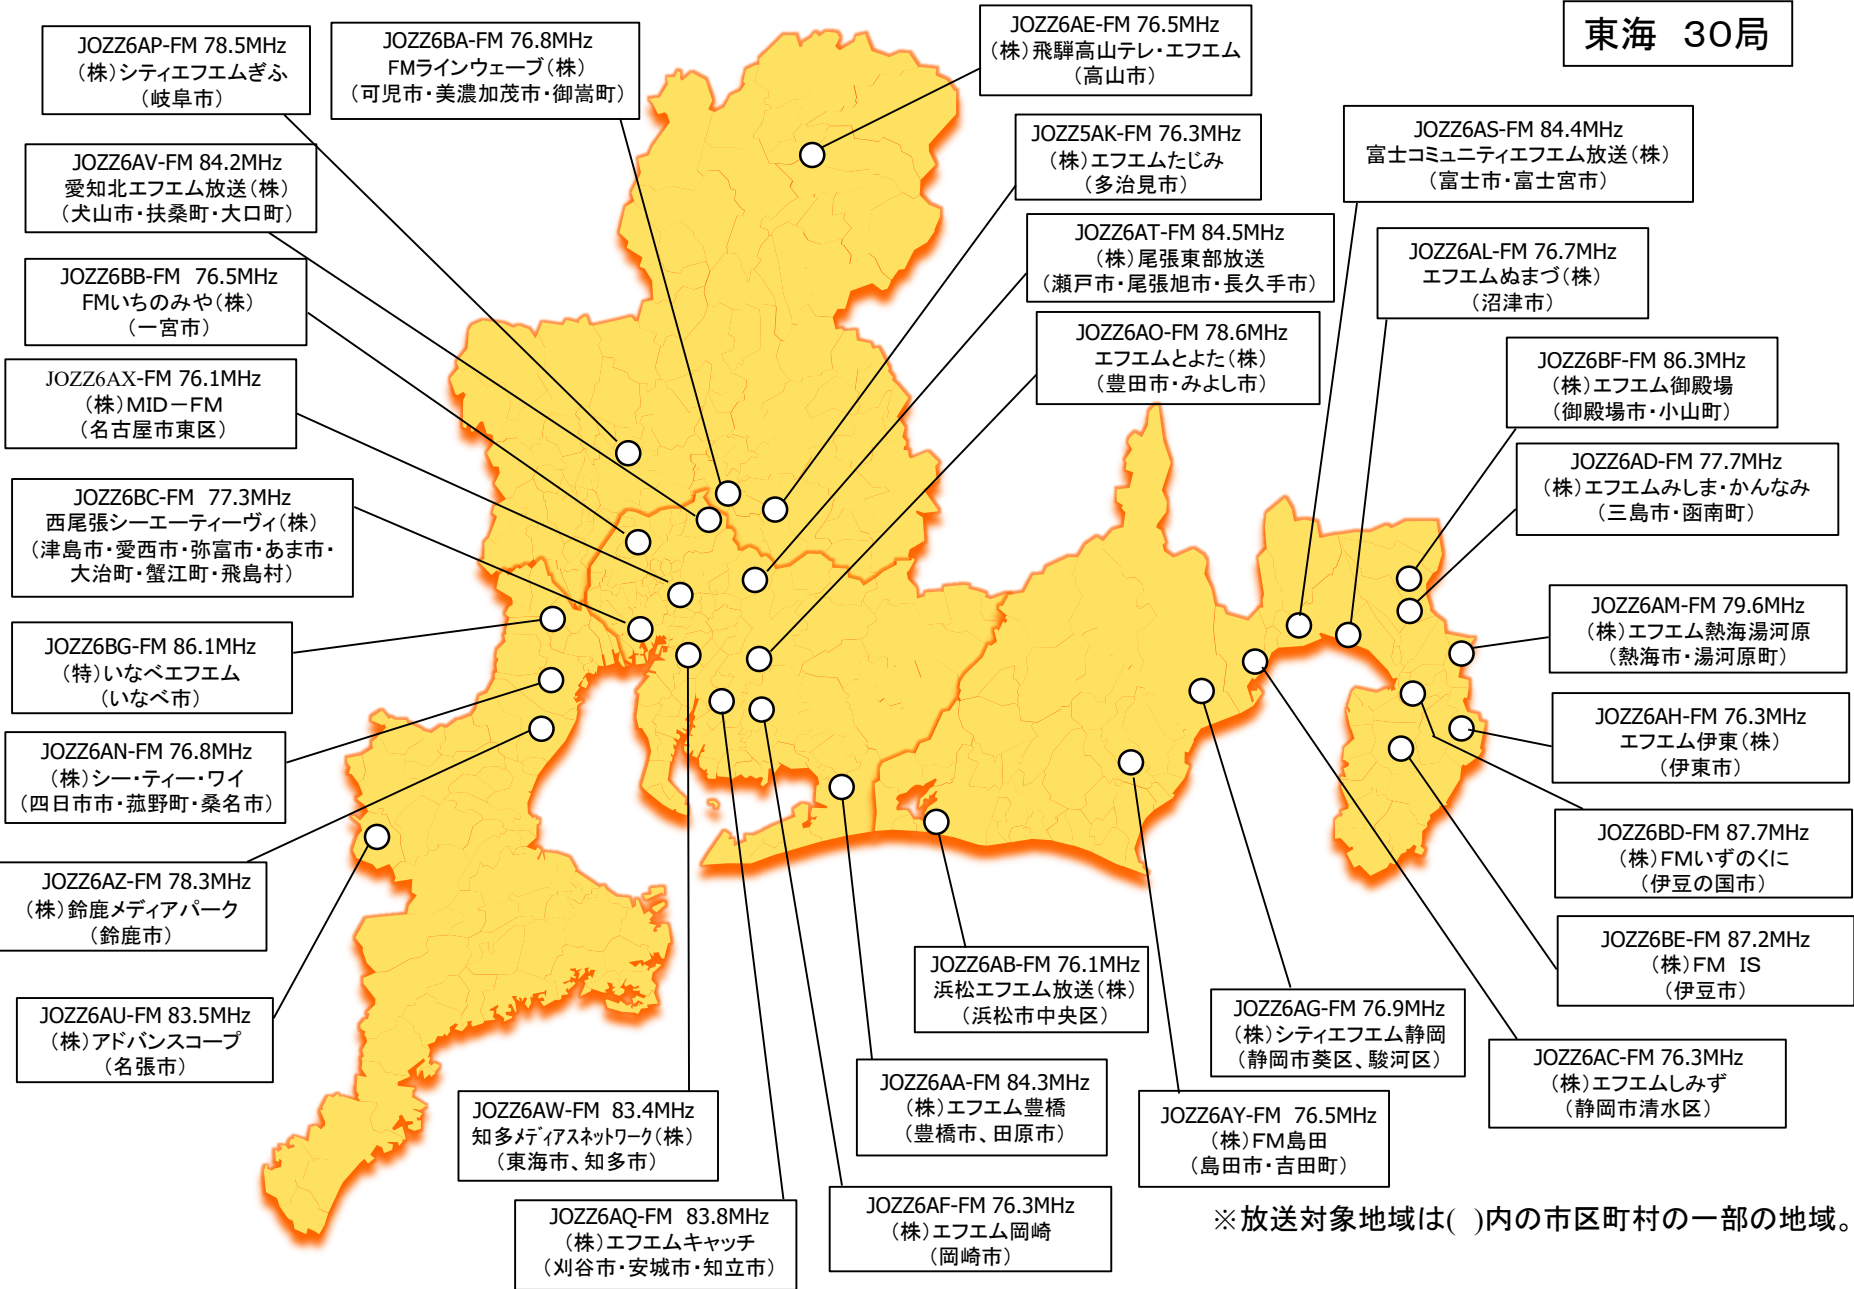 東海 30局
JOZZ6AP-FM 78.5MHz
(株)シティエフエムぎふ
(岐阜市)
JOZZ6BA-FM 76.8MHz
FMラインウェーブ(株)
(可児市・美濃加茂市・御嵩町)
JOZZ6AE-FM 76.5MHz
(株)飛騨高山テレ・エフエム
(高山市)
JOZZ6AV-FM 84.2MHz
愛知北エフエム放送(株)
(犬山市・扶桑町・大口町)
JOZZ5AK-FM 76.3MHz
(株)エフエムたじみ
(多治見市)
JOZZ6AS-FM 84.4MHz
富士コミュニティエフエム放送(株)
(富士市・富士宮市)
JOZZ6BB-FM 76.5MHz
FMいちのみや(株)
(一宮市)
JOZZ6AT-FM 84.5MHz
(株)尾張東部放送
(瀬戸市・尾張旭市・長久手市)
JOZZ6AL-FM 76.7MHz
エフエムぬまづ(株)
(沼津市)
JOZZ6AX-FM 76.1MHz
(株)MID-FM
(名古屋市東区)
JOZZ6AO-FM 78.6MHz
エフエムとよた(株)
(豊田市・みよし市)
JOZZ6BF-FM 86.3MHz
(株)エフエム御殿場
(御殿場市・小山町)
JOZZ6BC-FM 77.3MHz
西尾張シーエーティーヴィ(株)
(津島市・愛西市・弥富市・あま市・
大治町・蟹江町・飛島村)
JOZZ6AD-FM 77.7MHz
(株)エフエムみしま・かんなみ
(三島市・函南町)
JOZZ6BG-FM 86.1MHz
(特)いなべエフエム
(いなべ市)
JOZZ6AM-FM 79.6MHz
(株)エフエム熱海湯河原
(熱海市・湯河原町)
JOZZ6AN-FM 76.8MHz
(株)シー・ティー・ワイ
(四日市市・菰野町・桑名市)
JOZZ6AH-FM 76.3MHz
エフエム伊東(株)
(伊東市)
JOZZ6AZ-FM 78.3MHz
(株)鈴鹿メディアパーク
(鈴鹿市)
JOZZ6BD-FM 87.7MHz
(株)FMいずのくに
(伊豆の国市)
JOZZ6AU-FM 83.5MHz
(株)アドバンスコープ
(名張市)
JOZZ6AB-FM 76.1MHz
浜松エフエム放送(株)
(浜松市中央区)
JOZZ6BE-FM 87.2MHz
(株)FM IS
(伊豆市)
JOZZ6AG-FM 76.9MHz
(株)シティエフエム静岡
(静岡市葵区、駿河区)
JOZZ6AC-FM 76.3MHz
(株)エフエムしみず
(静岡市清水区)
JOZZ6AW-FM 83.4MHz
知多メディアスネットワーク(株)
(東海市、知多市)
JOZZ6AA-FM 84.3MHz
(株)エフエム豊橋
(豊橋市、田原市)
JOZZ6AY-FM 76.5MHz
(株)FM島田
(島田市・吉田町)
JOZZ6AQ-FM 83.8MHz
(株)エフエムキャッチ
(刈谷市・安城市・知立市)
JOZZ6AF-FM 76.3MHz
(株)エフエム岡崎
(岡崎市)
※放送対象地域は( )内の市区町村の一部の地域。